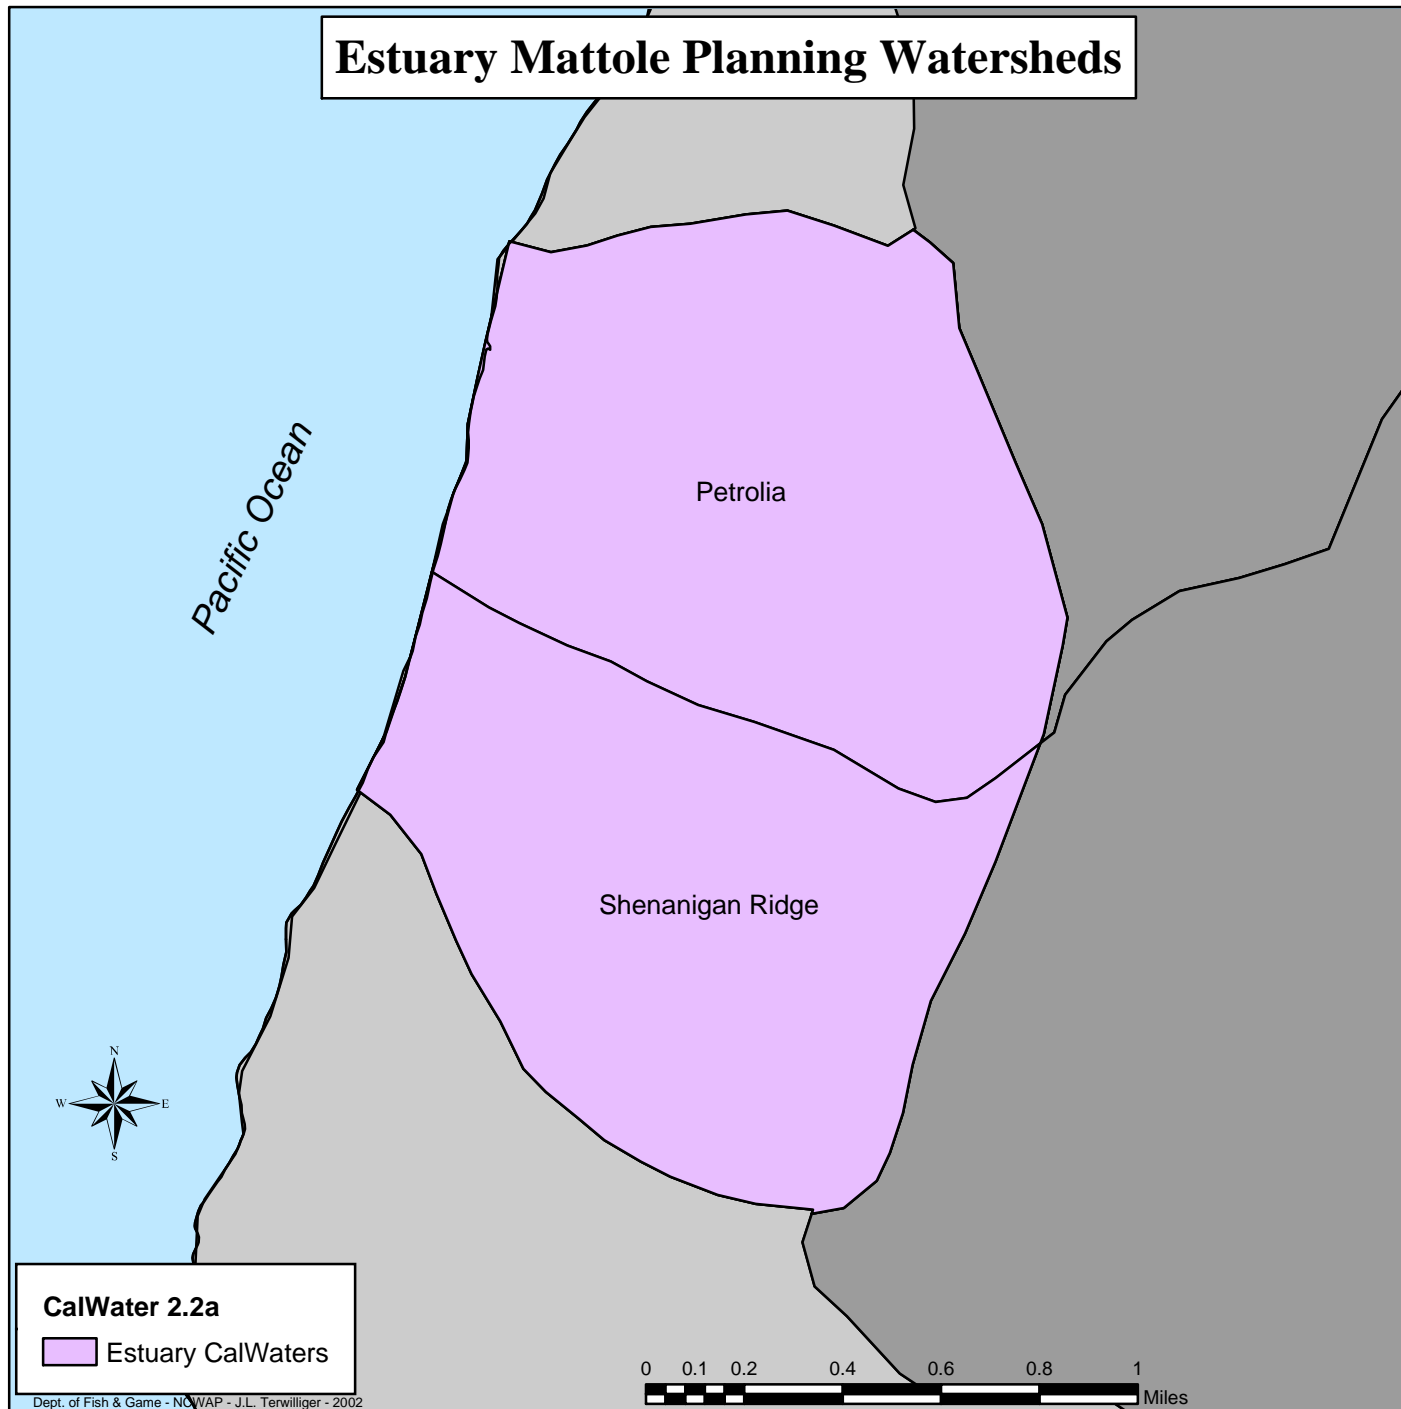 Estuary Mattole Planning Watersheds
Pacific Ocean
Petrolia
Shenanigan Ridge
N
W E
S
CalWater 2.2a
Estuary CalWaters
Dept. of Fish & Game - NCWAP - J.L. Terwilliger - 2002
0 0.1 0.2 0.4 0.6 0.8 1
Miles